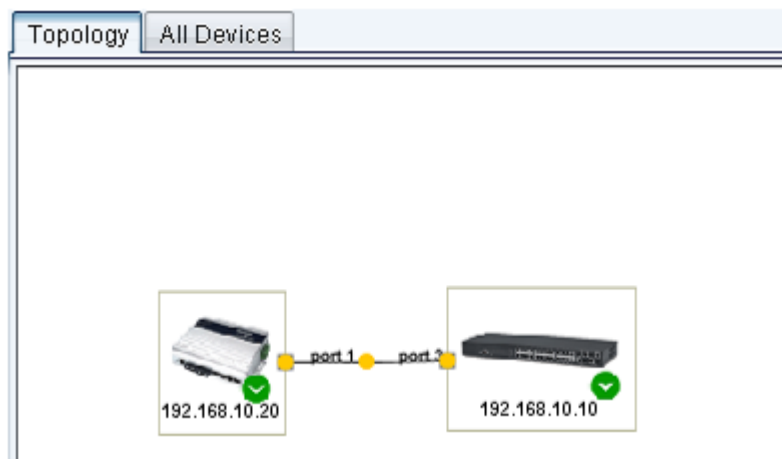 Topology
All Devices
port 1
port
192.168.10.20
192.168.10.10